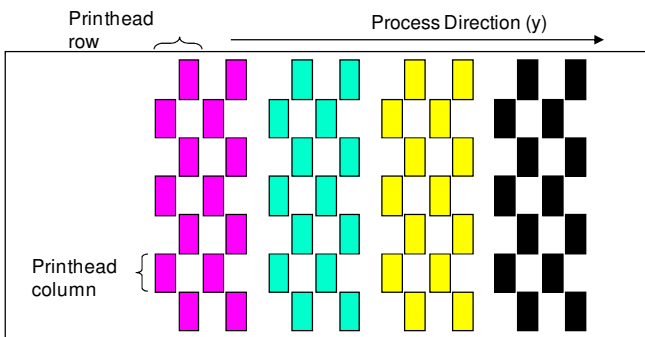 Printhead
row
Process Direction (y)
Printhead
column